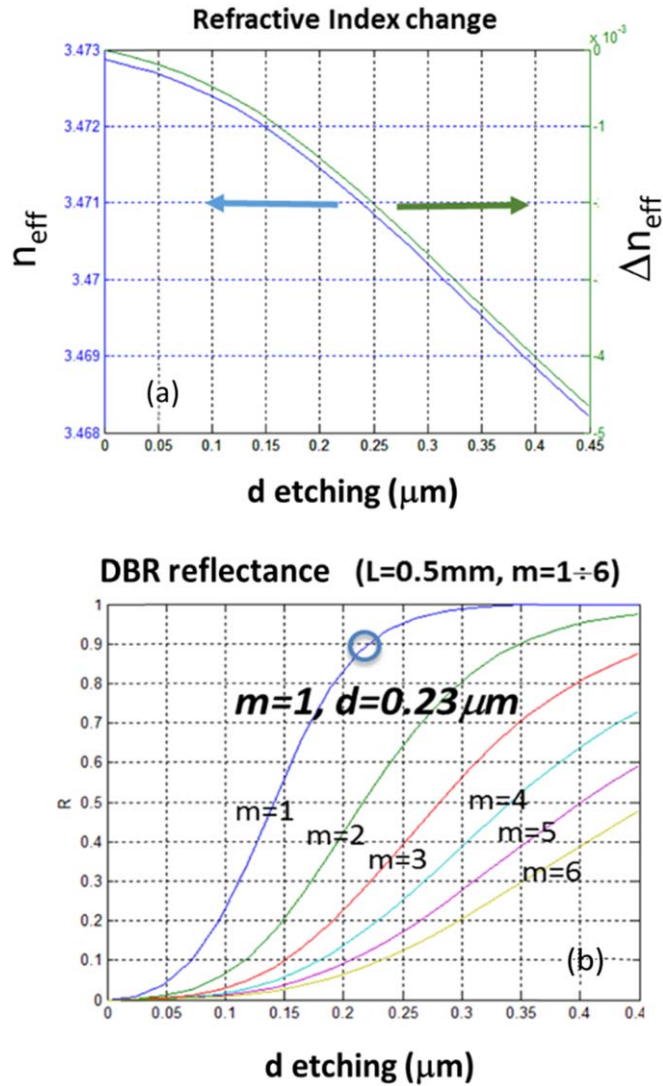 Refractive Index change
x 10⁻³
3.473
3.472
3.471
3.47
3.469
3.468
n_eff
0
-1
-3
-4
-5
Δn_eff
(a)
0 0.05 0.1 0.15 0.2 0.25 0.3 0.35 0.4 0.45
d etching (μm)
DBR reflectance (L=0.5mm, m=1÷6)
1
0.9
0.8
0.7
0.6
0.5
0.4
0.3
0.2
0.1
0
R
m=1, d=0.23μm
m=1
m=2
m=3
m=4
m=5
m=6
(b)
0 0.05 0.1 0.15 0.2 0.25 0.3 0.35 0.4
d etching (μm)